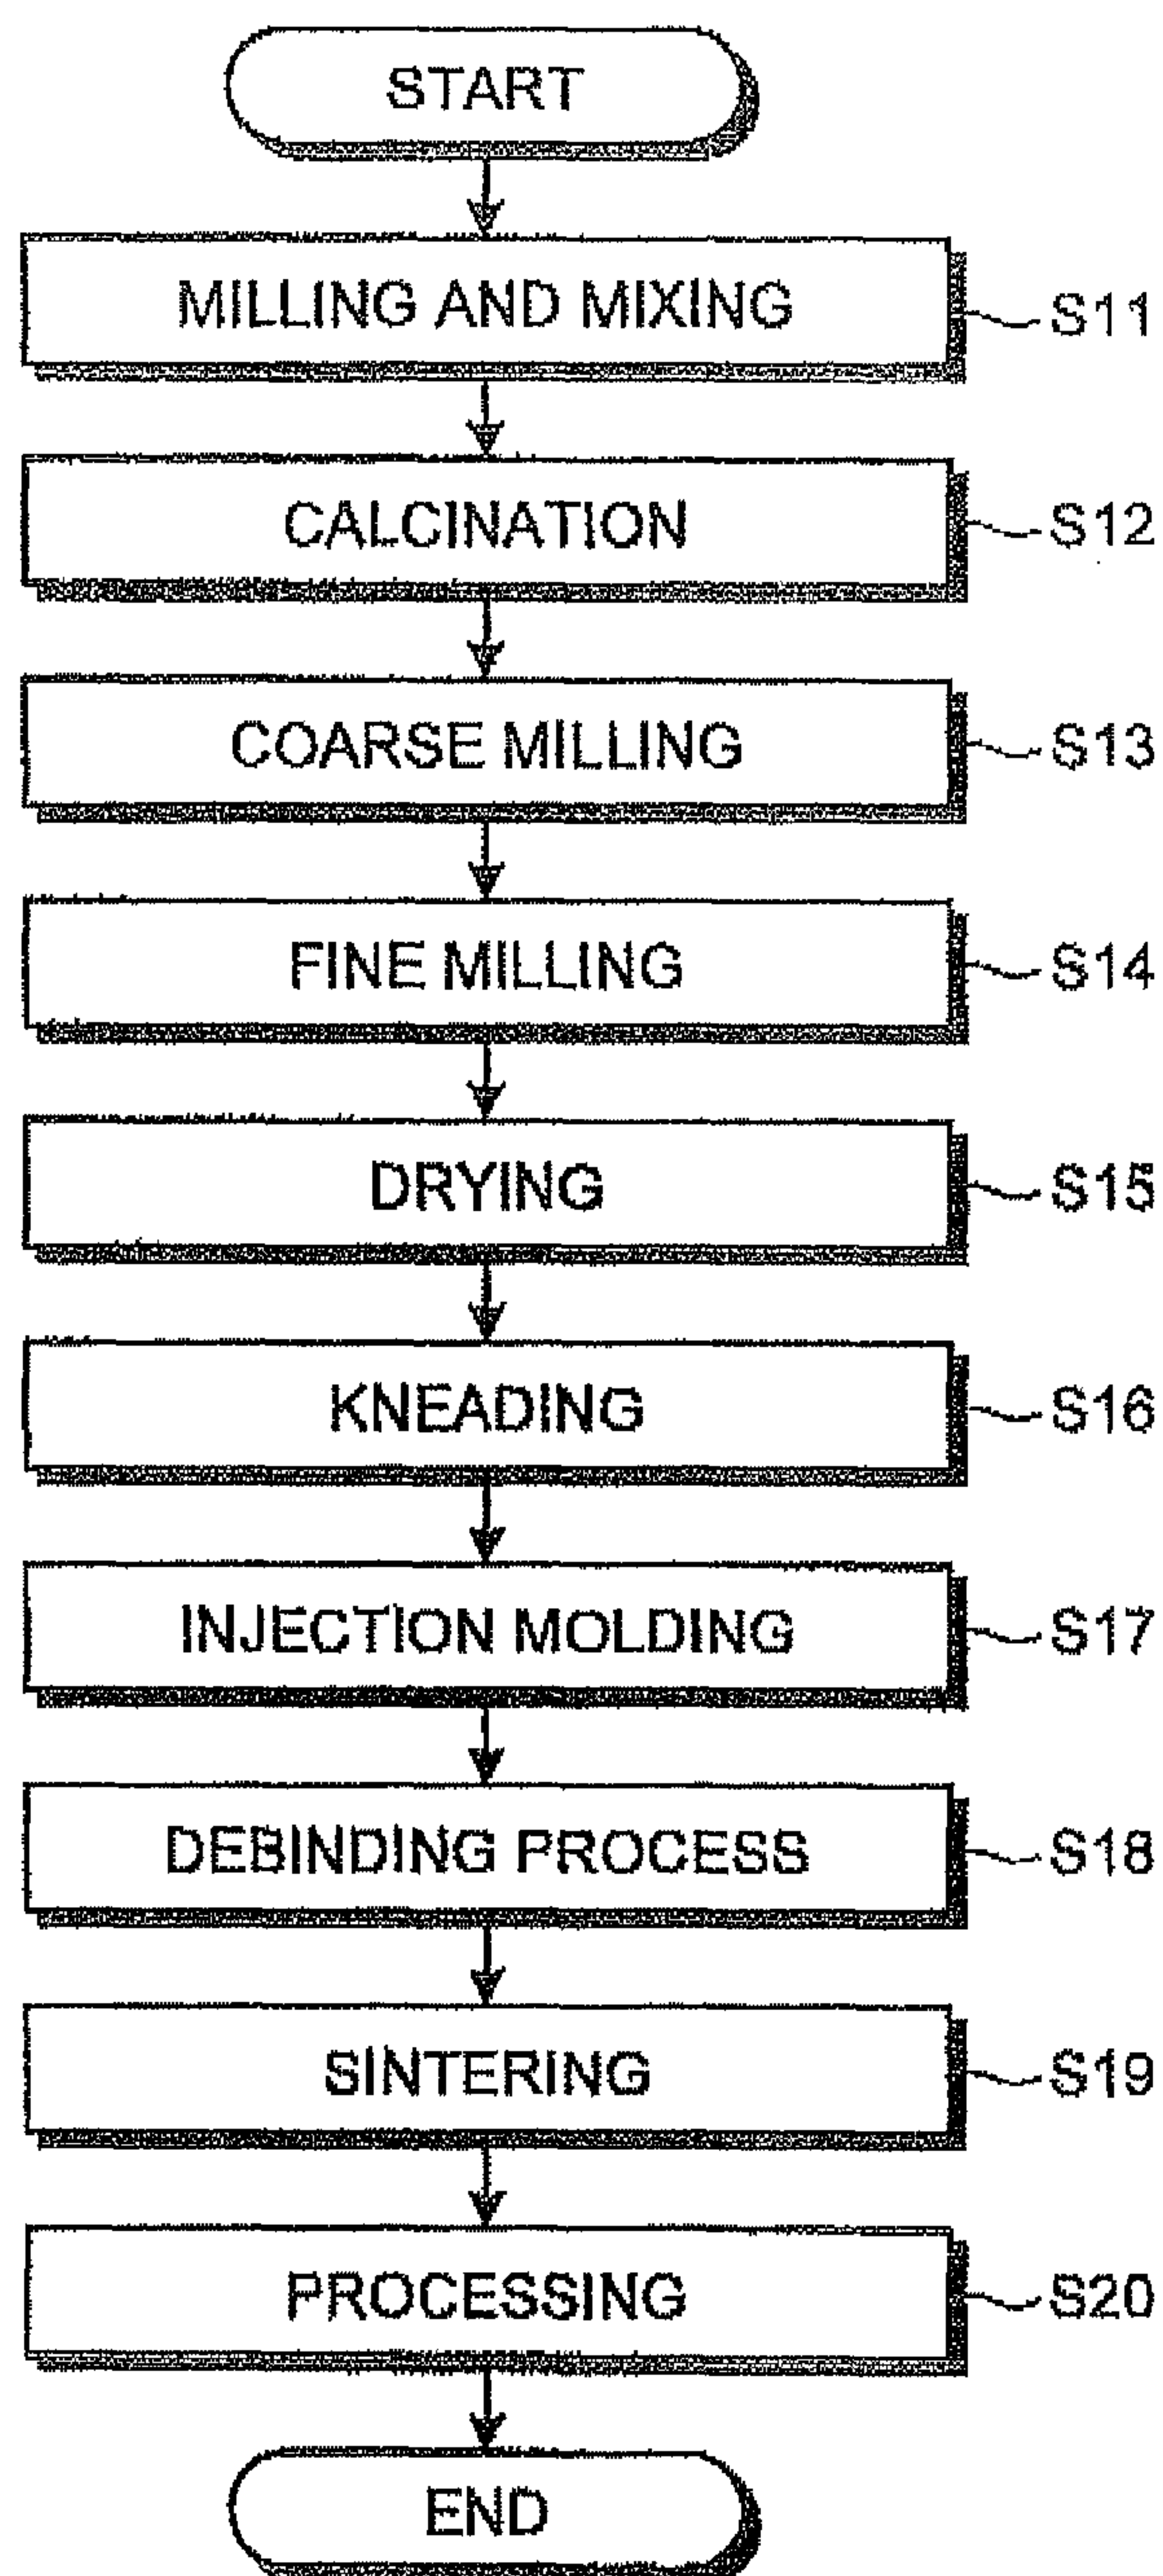 START
MILLING AND MIXING S11
CALCINATION S12
COARSE MILLING S13
FINE MILLING S14
DRYING S15
KNEADING S16
INJECTION MOLDING S17
DEBINDING PROCESS S18
SINTERING S19
PROCESSING S20
END